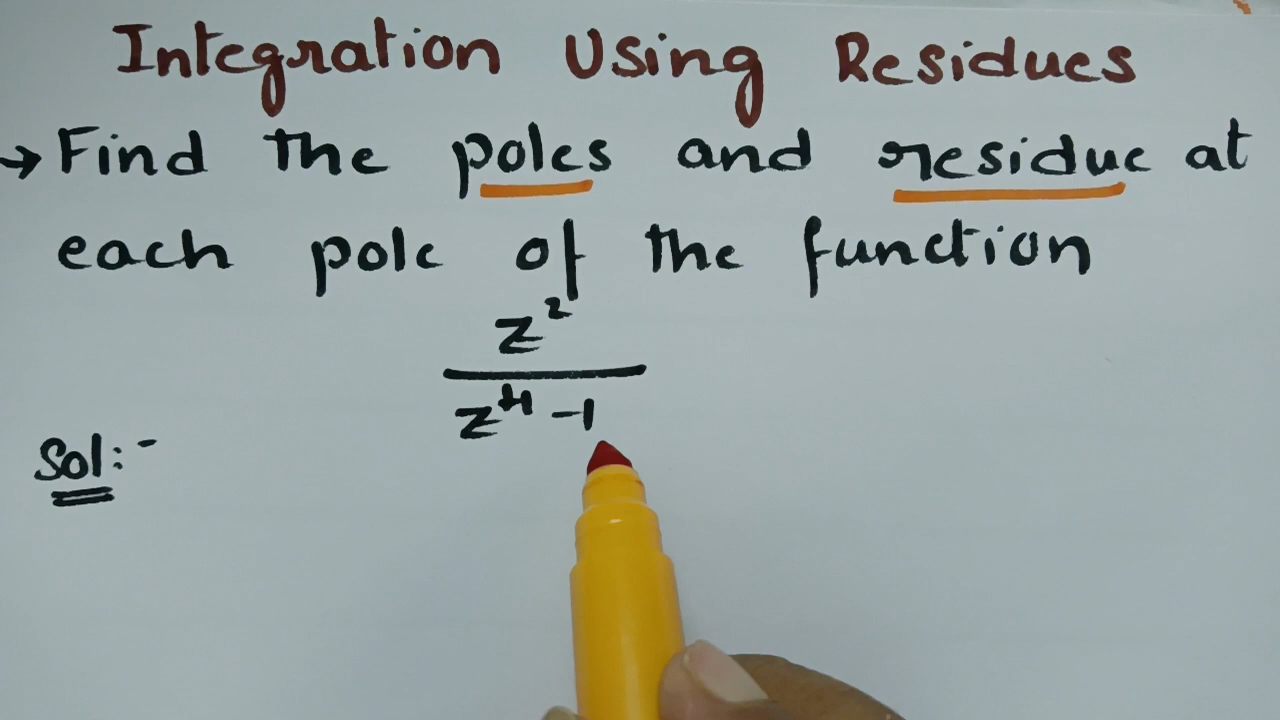 Integration Using Residues
→ Find the poles and residue at
each pole of the function
z²
z⁴ -1
Sol:-